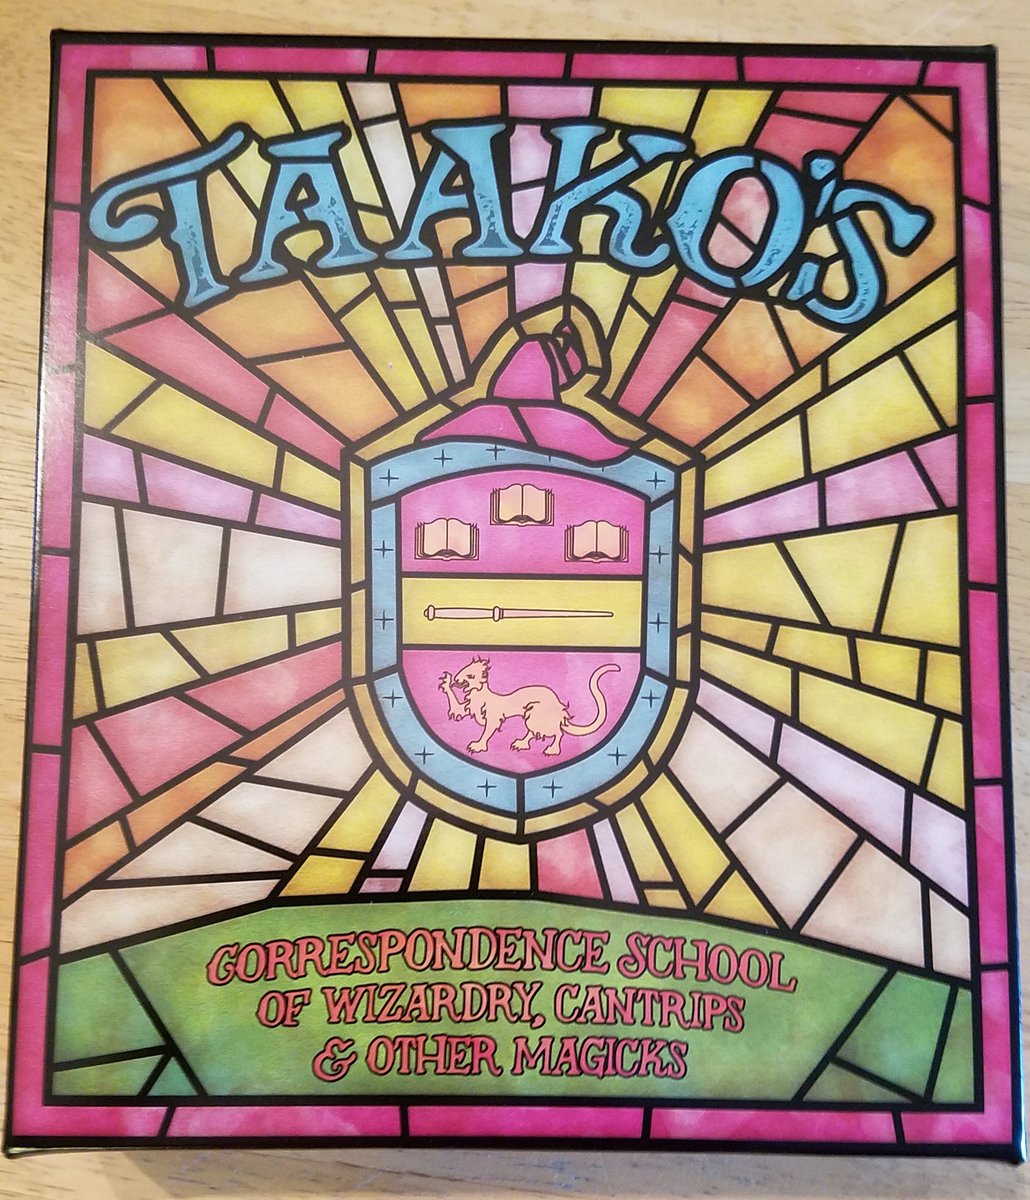 TAAKO'S
CORRESPONDENCE SCHOOL
OF WIZARDRY, CANTRIPS
& OTHER MAGICKS